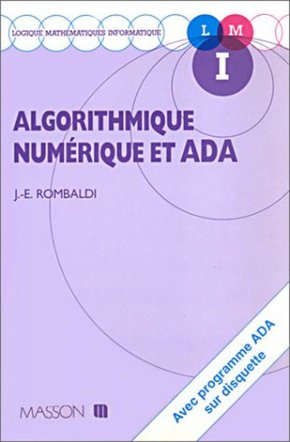 LOGIQUE MATHÉMATIQUES INFORMATIQUE
L M
I
ALGORITHMIQUE
NUMÉRIQUE ET ADA
J.-E. ROMBALDI
Avec programme ADA
sur disquette
MASSON m